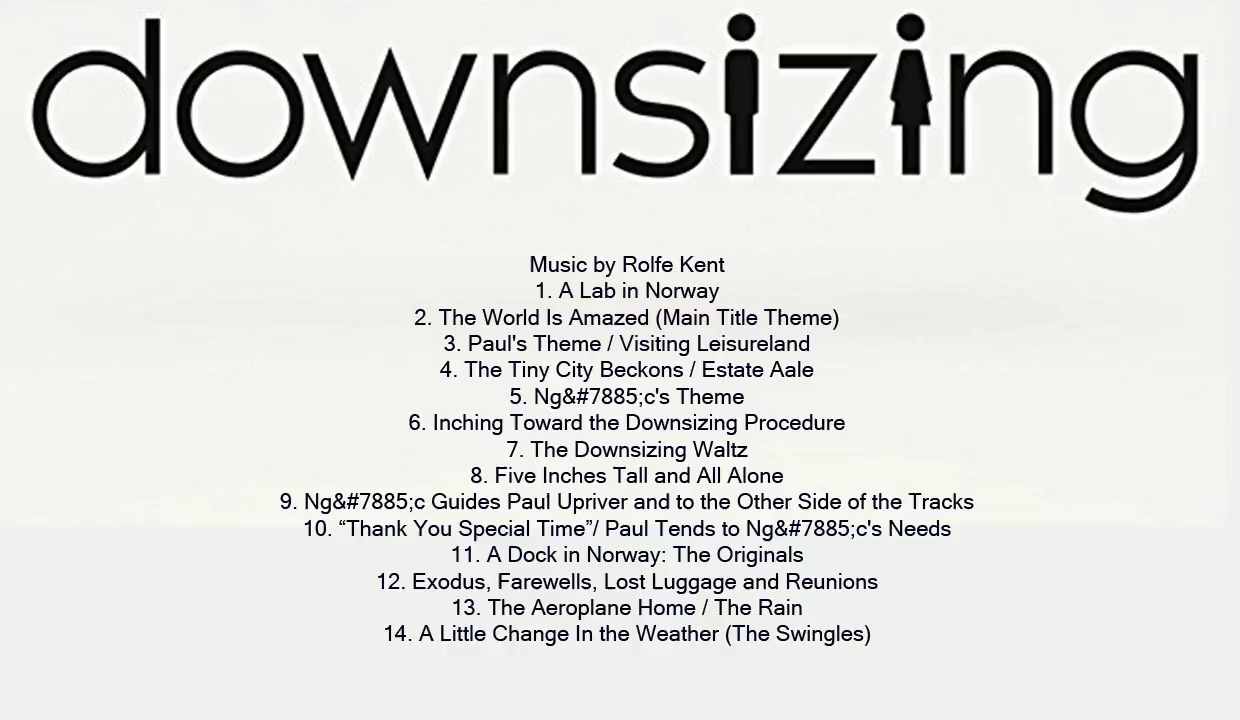 downsizing
Music by Rolfe Kent
1. A Lab in Norway
2. The World Is Amazed (Main Title Theme)
3. Paul's Theme / Visiting Leisureland
4. The Tiny City Beckons / Estate Aale
5. Ng&#7885;c's Theme
6. Inching Toward the Downsizing Procedure
7. The Downsizing Waltz
8. Five Inches Tall and All Alone
9. Ng&#7885;c Guides Paul Upriver and to the Other Side of the Tracks
10. “Thank You Special Time”/ Paul Tends to Ng&#7885;c's Needs
11. A Dock in Norway: The Originals
12. Exodus, Farewells, Lost Luggage and Reunions
13. The Aeroplane Home / The Rain
14. A Little Change In the Weather (The Swingles)